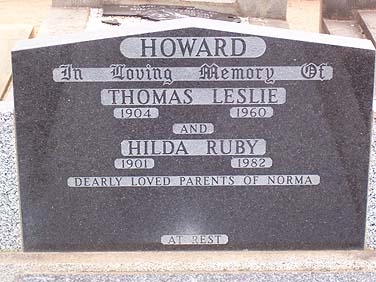 HOWARD
In Loving Memory Of
THOMAS LESLIE
1904 1960
AND
HILDA RUBY
1901 1982
DEARLY LOVED PARENTS OF NORMA
AT REST